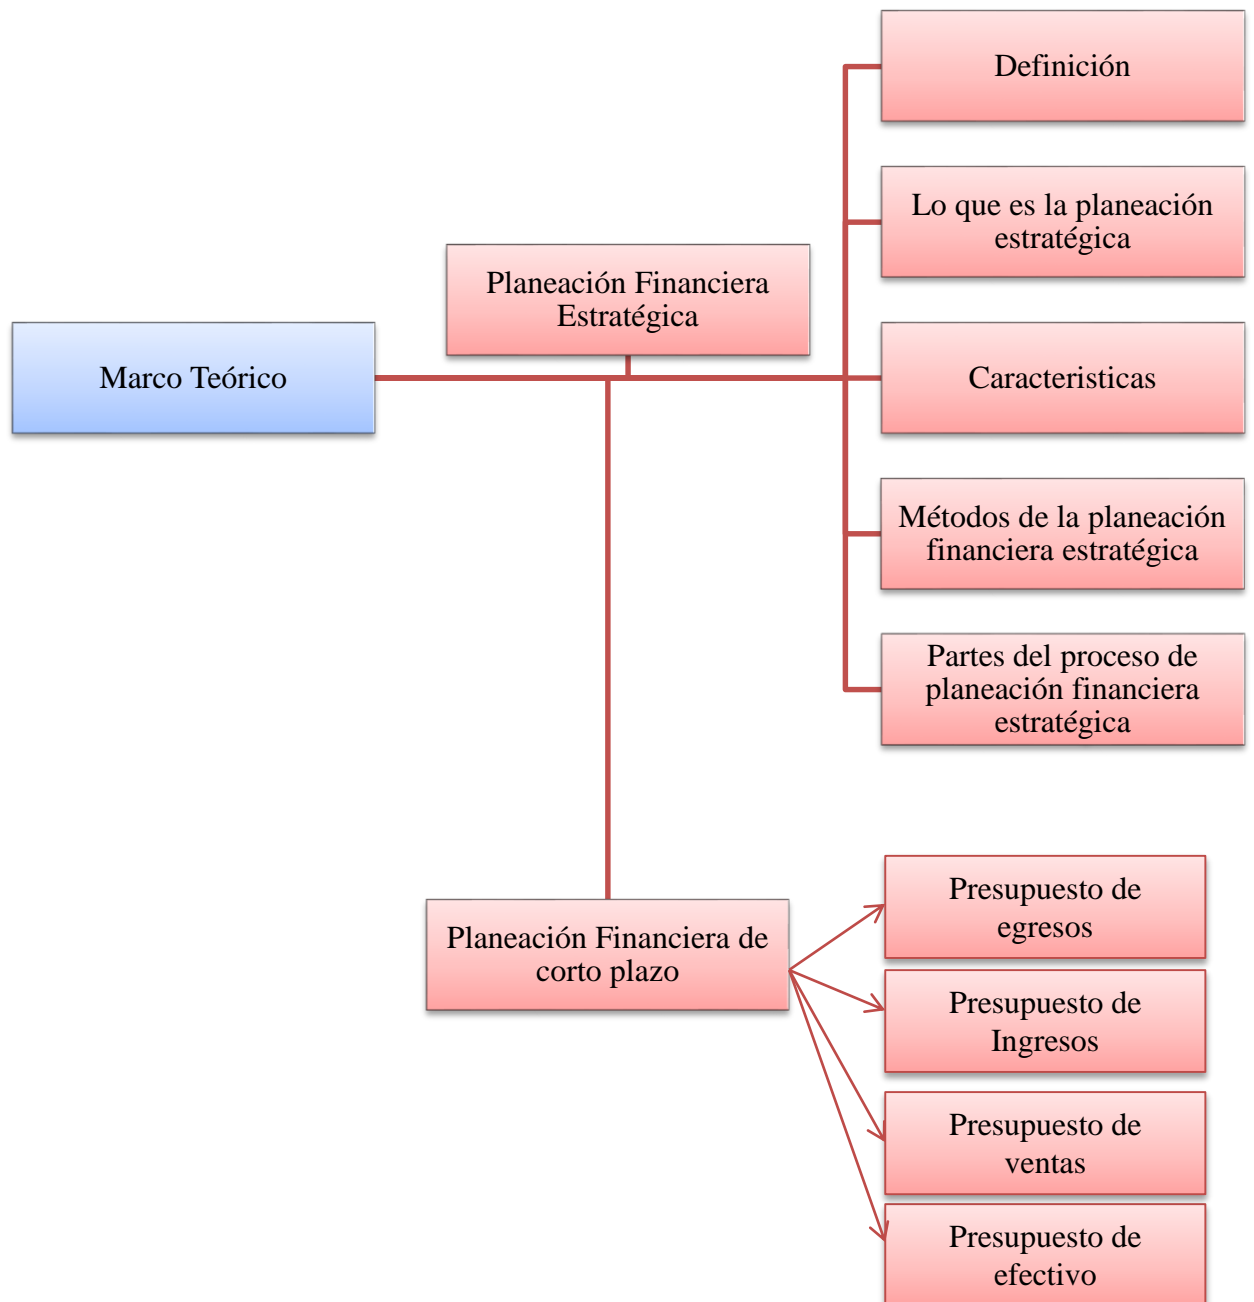 Marco Teórico
Planeación Financiera
Estratégica
Definición
Lo que es la planeación
estratégica
Caracteristicas
Métodos de la planeación
financiera estratégica
Partes del proceso de
planeación financiera
estratégica
Planeación Financiera de
corto plazo
Presupuesto de
egresos
Presupuesto de
Ingresos
Presupuesto de
ventas
Presupuesto de
efectivo